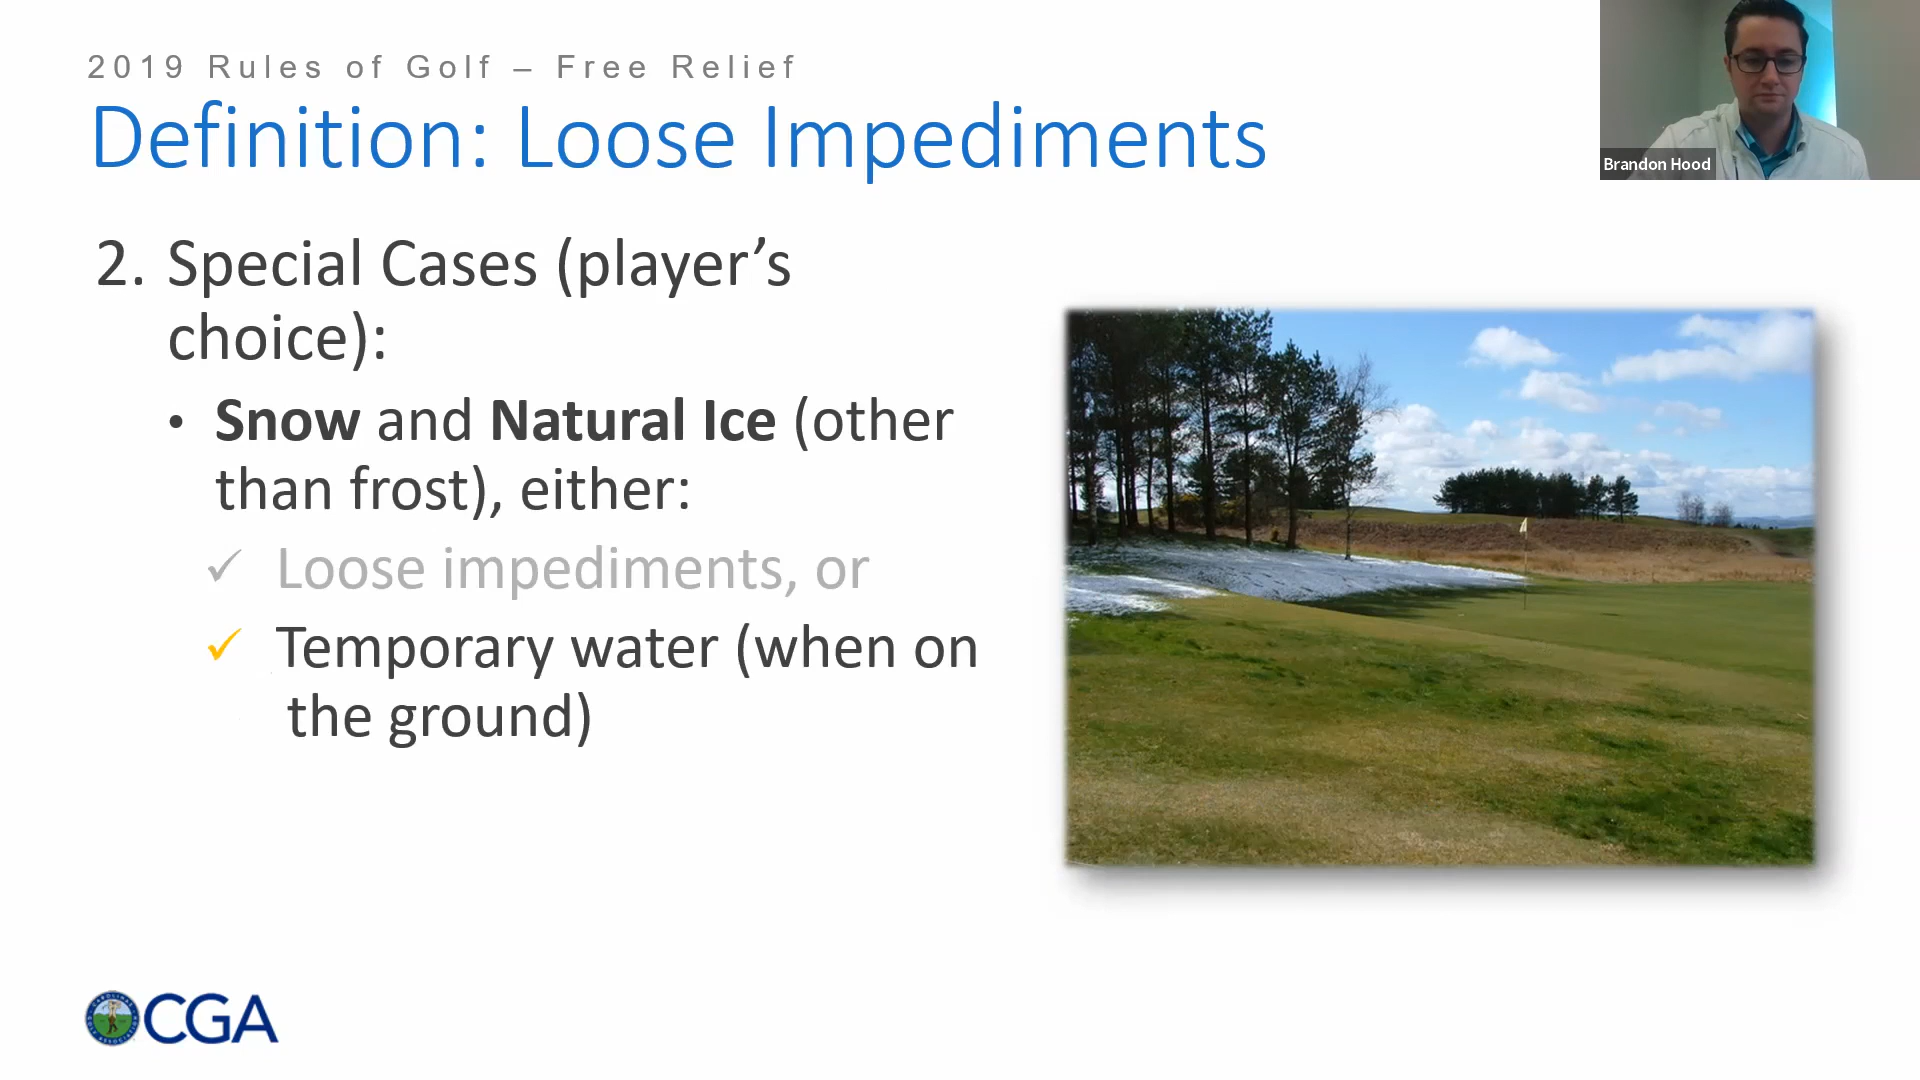 2019 Rules of Golf – Free Relief
Definition: Loose Impediments
Brandon Hood
2. Special Cases (player’s
choice):
• Snow and Natural Ice (other
than frost), either:
✓ Loose impediments, or
✓ Temporary water (when on
the ground)
CGA